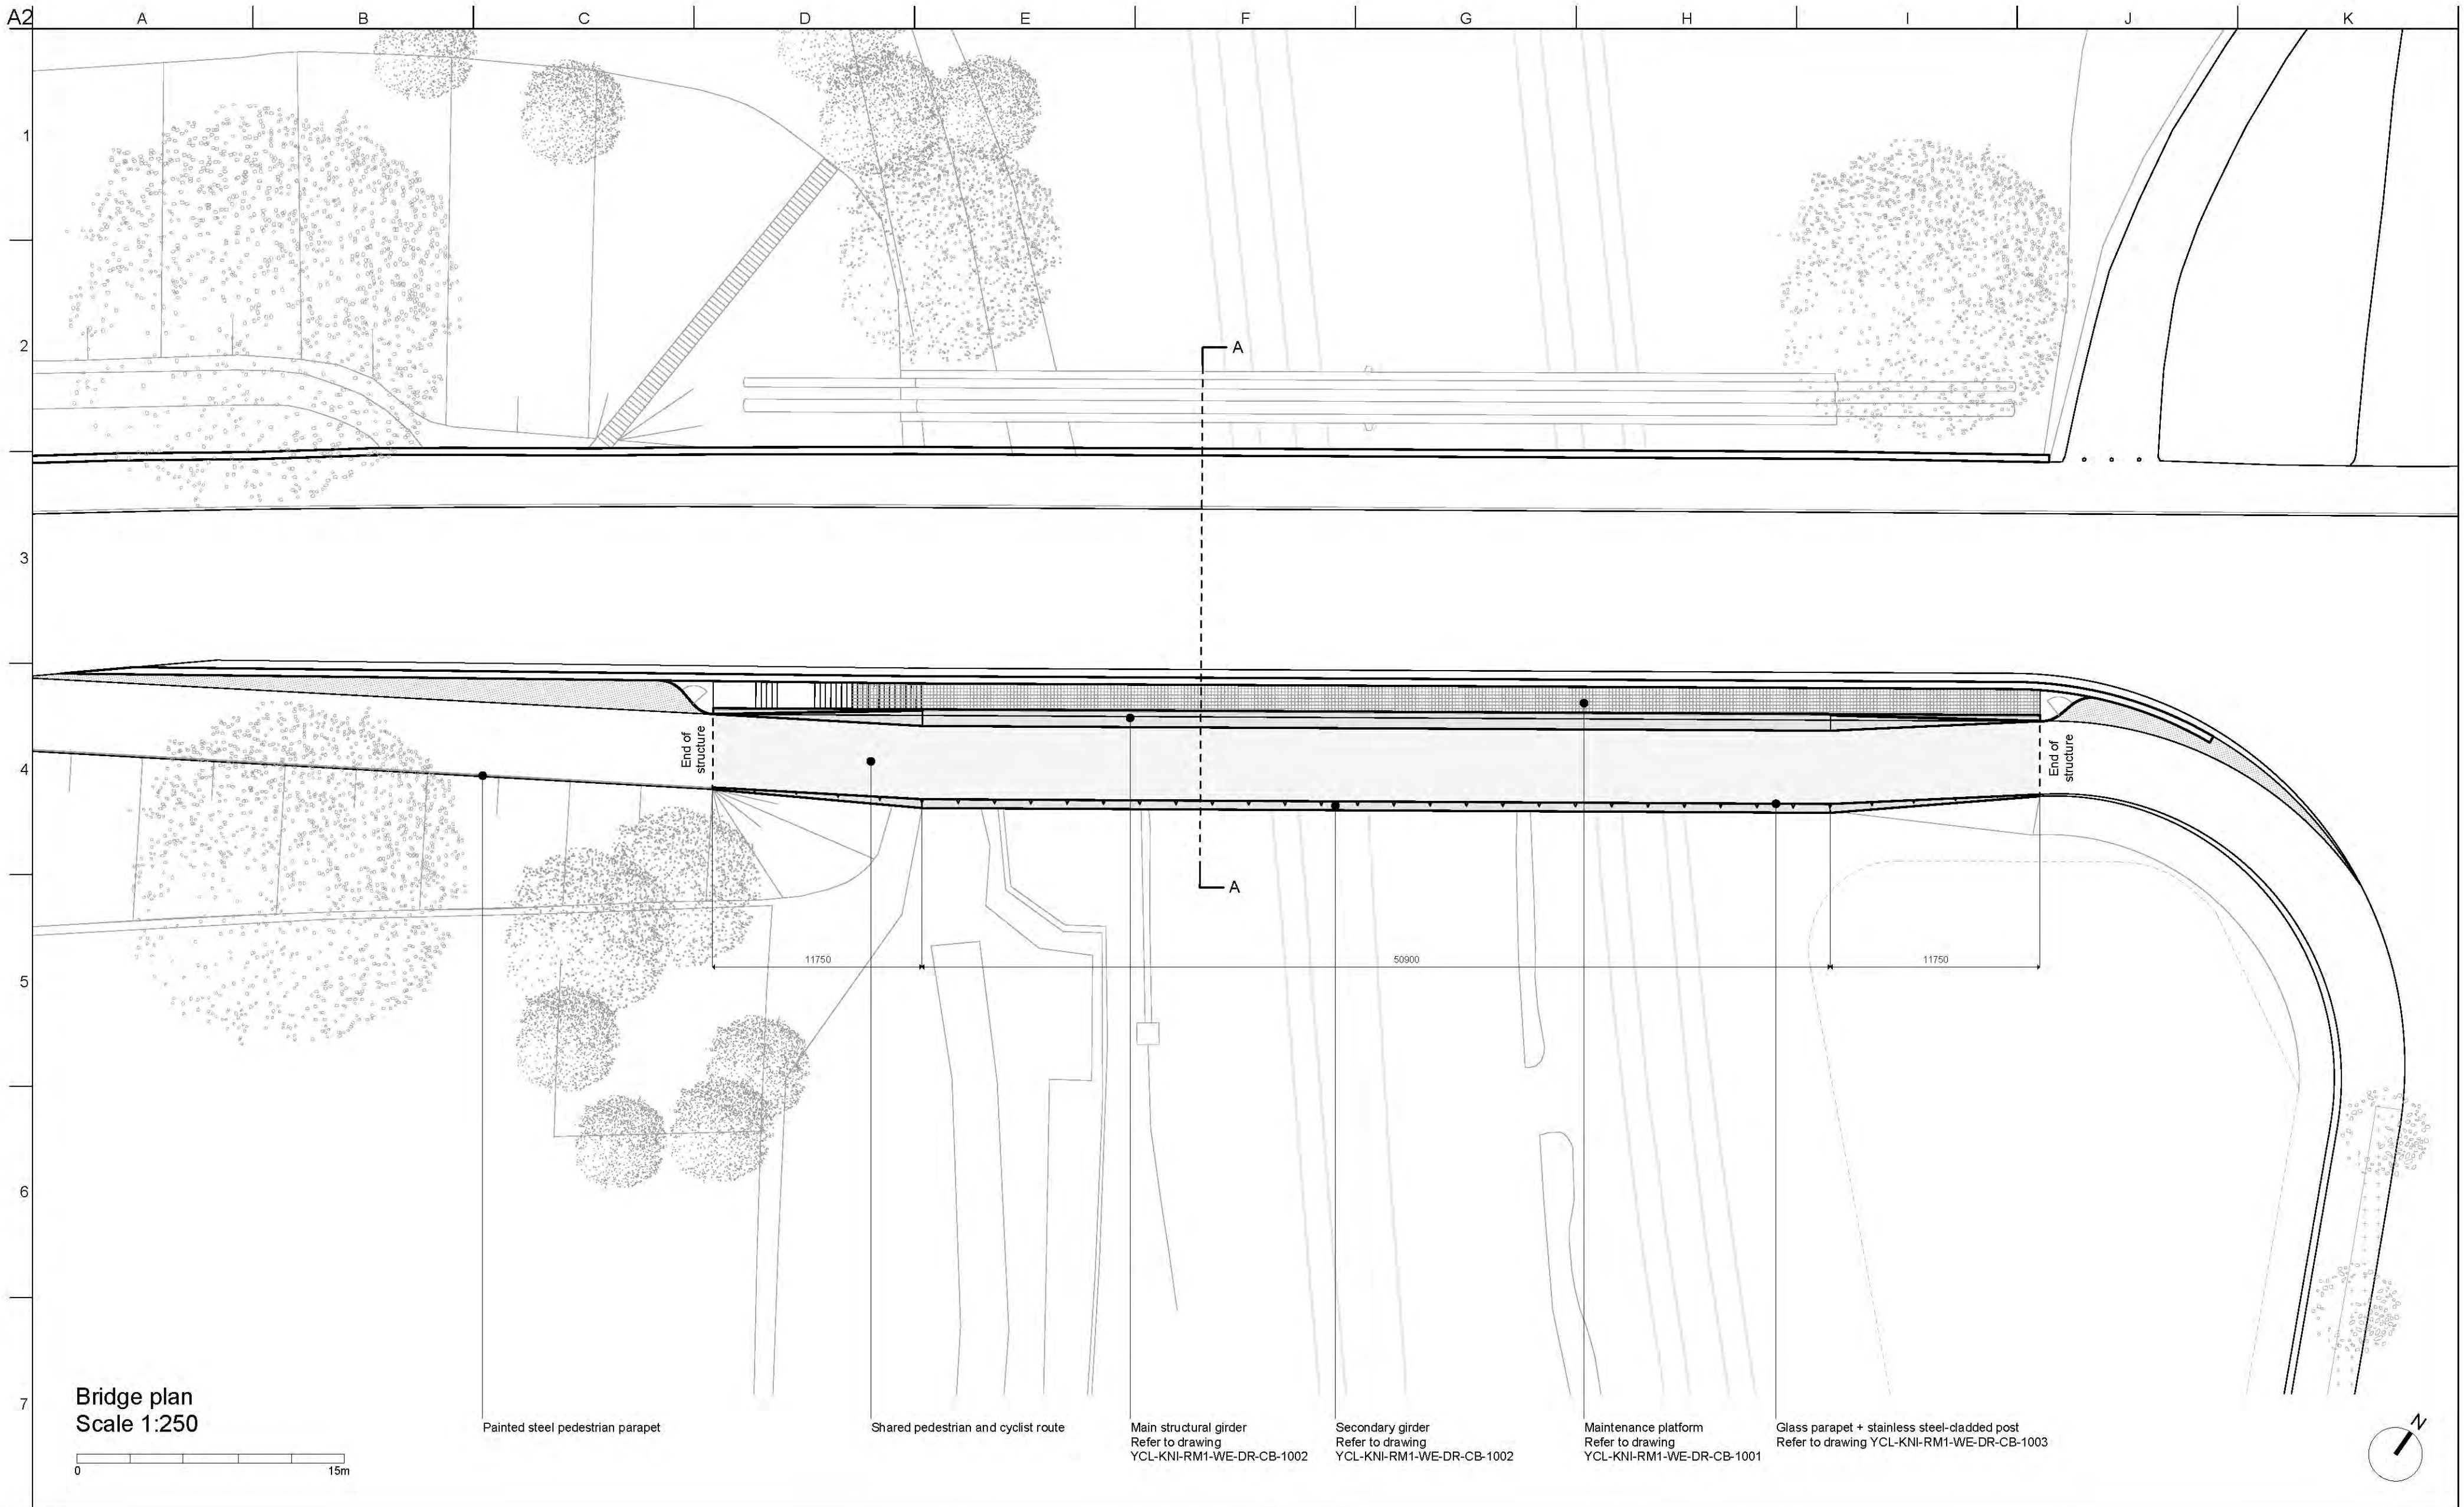 A2
A B C D E F G H I J K
1
2
A
3
4
End of
structure
End of
structure
A
5
11750 50900 11750
6
7
Bridge plan
Scale 1:250
0 15m
Painted steel pedestrian parapet
Shared pedestrian and cyclist route
Main structural girder
Refer to drawing
YCL-KNI-RM1-WE-DR-CB-1002
Secondary girder
Refer to drawing
YCL-KNI-RM1-WE-DR-CB-1002
Maintenance platform
Refer to drawing
YCL-KNI-RM1-WE-DR-CB-1001
Glass parapet + stainless steel-cladded post
Refer to drawing YCL-KNI-RM1-WE-DR-CB-1003
N